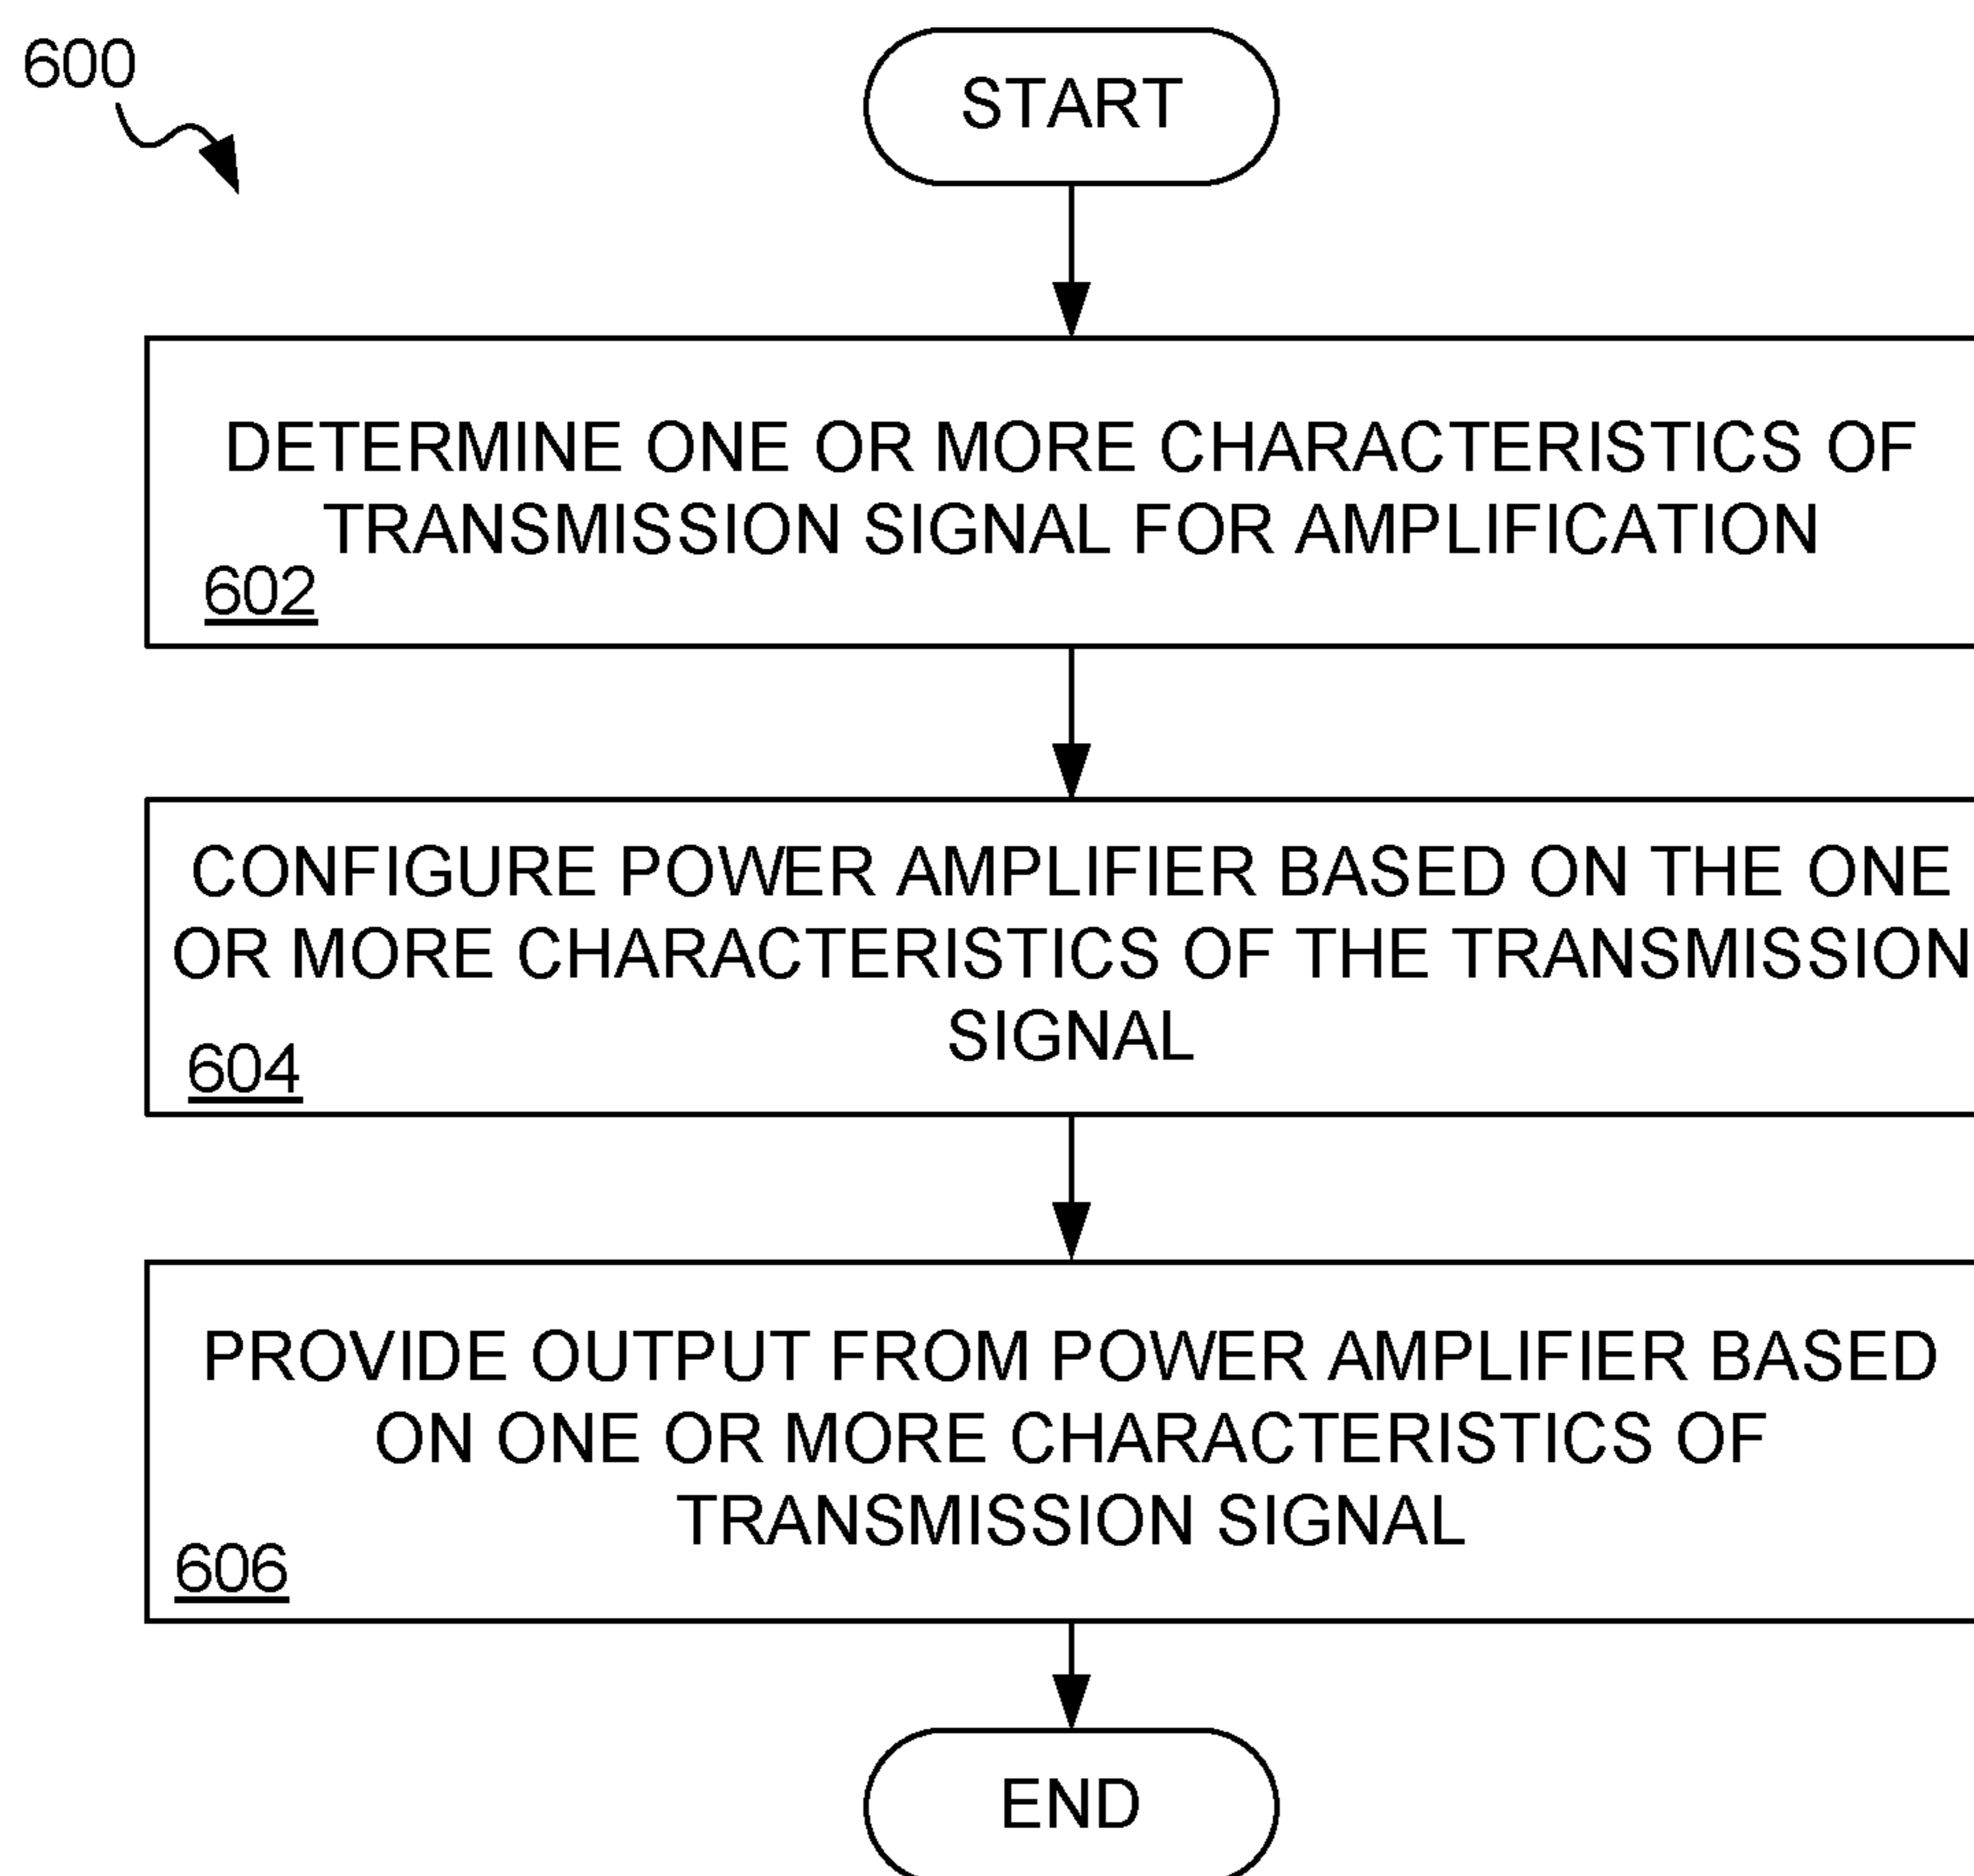 600
START
DETERMINE ONE OR MORE CHARACTERISTICS OF
TRANSMISSION SIGNAL FOR AMPLIFICATION
602
CONFIGURE POWER AMPLIFIER BASED ON THE ONE
OR MORE CHARACTERISTICS OF THE TRANSMISSION
SIGNAL
604
PROVIDE OUTPUT FROM POWER AMPLIFIER BASED
ON ONE OR MORE CHARACTERISTICS OF
TRANSMISSION SIGNAL
606
END